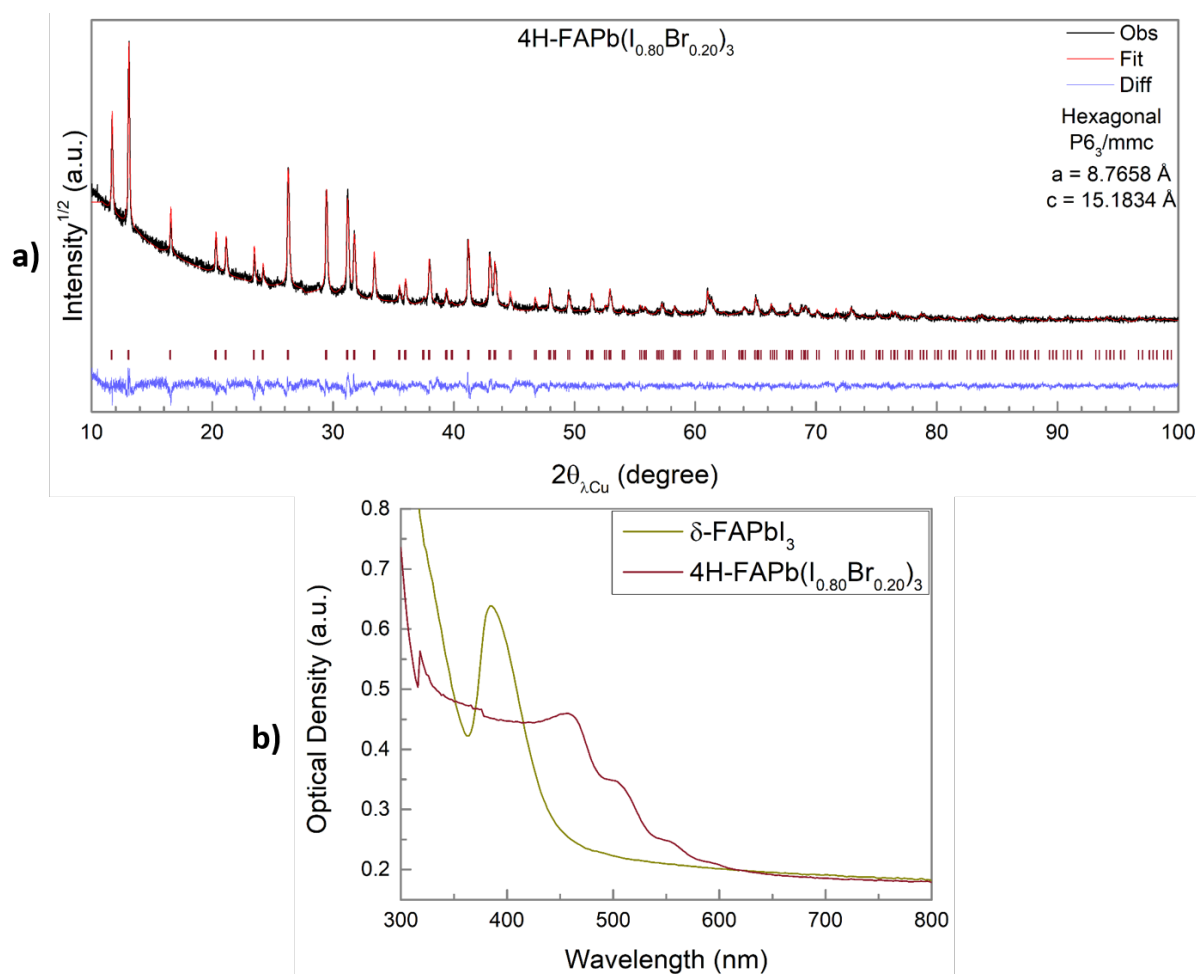 4H-FAPb(I0.80Br0.20)3
Obs
Fit
Diff
Hexagonal
P63/mmc
a = 8.7658 Å
c = 15.1834 Å
a)
Intensity1/2 (a.u.)
10 20 30 40 50 60 70 80 90 100
2θλCu (degree)
b)
δ-FAPbI3
4H-FAPb(I0.80Br0.20)3
Optical Density (a.u.)
0.8
0.7
0.6
0.5
0.4
0.3
0.2
300 400 500 600 700 800
Wavelength (nm)